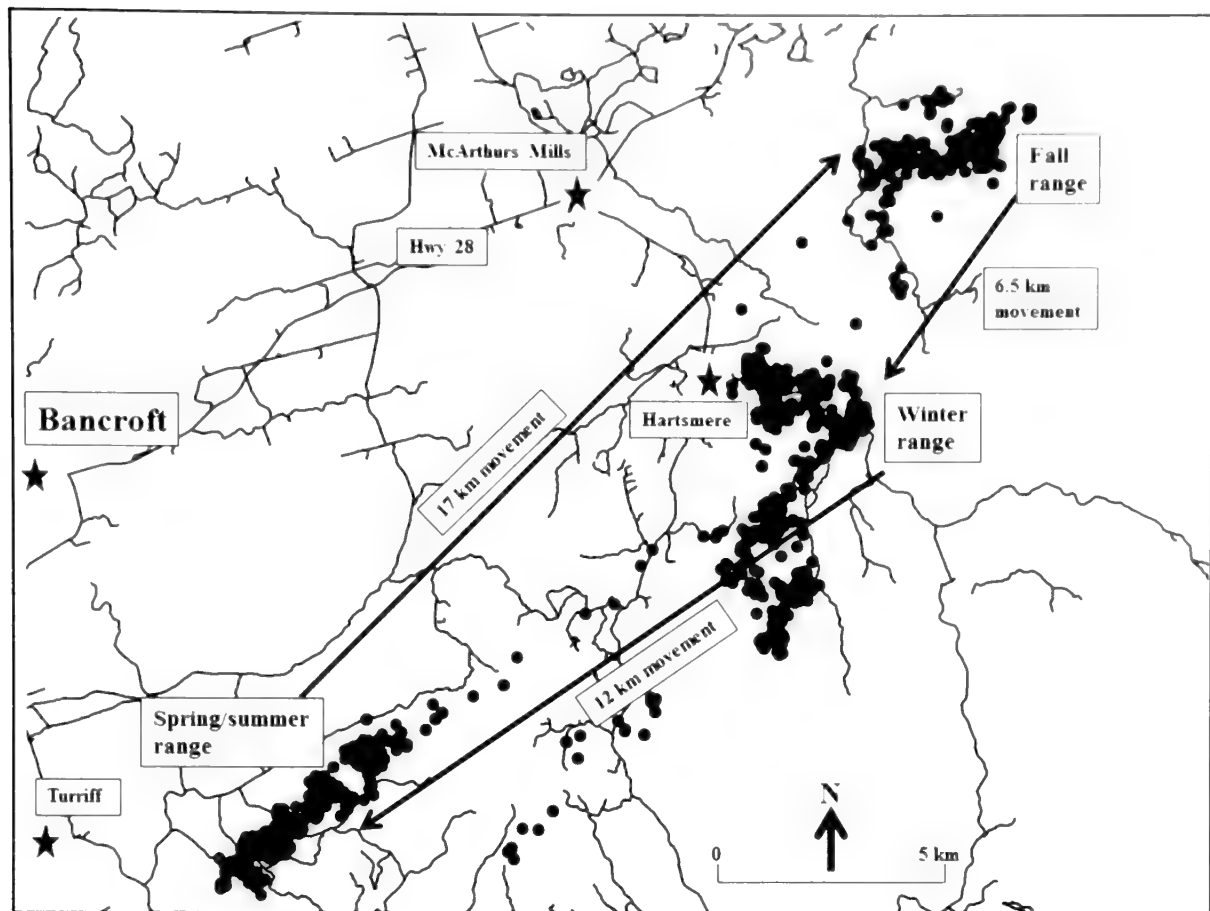 McArthurs Mills
Fall
range
Hwy 28
6.5 km
movement
Bancroft
Hartsmere
Winter
range
17 km movement
12 km movement
Spring/summer
range
Turriff
N
0
5 km